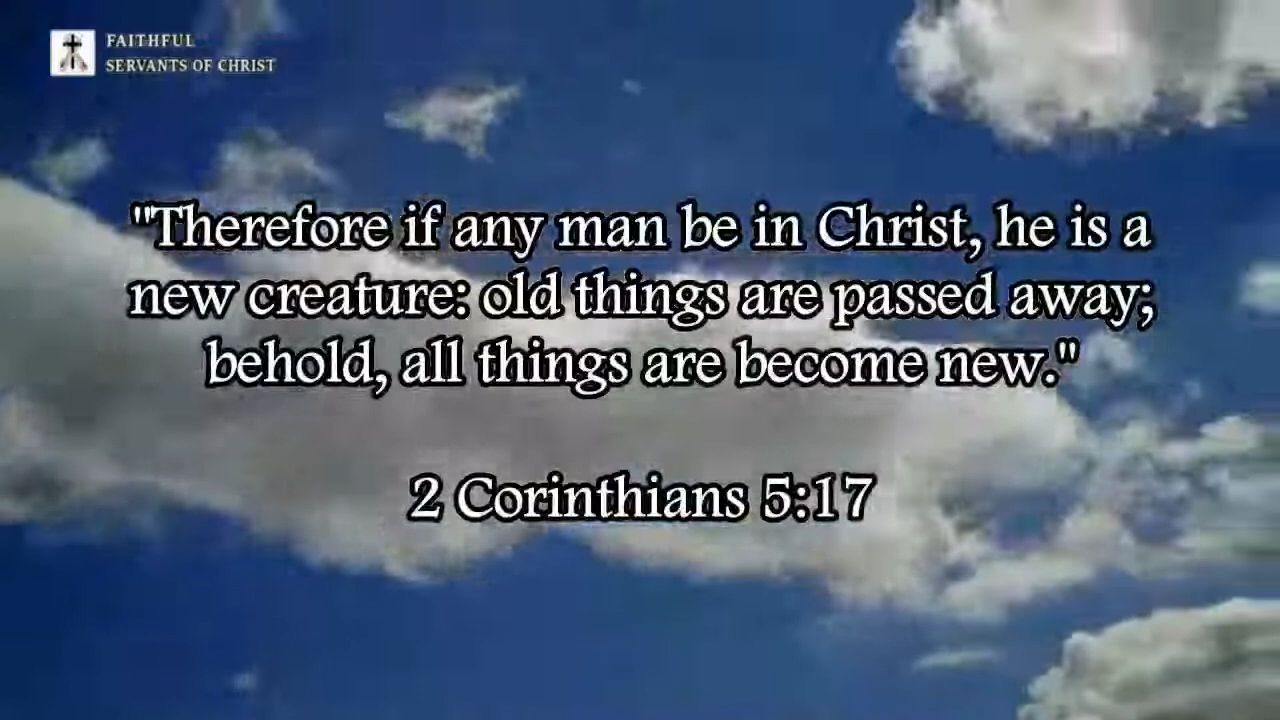 FAITHFUL
SERVANTS OF CHRIST
"Therefore if any man be in Christ, he is a
new creature: old things are passed away;
behold, all things are become new."
2 Corinthians 5:17